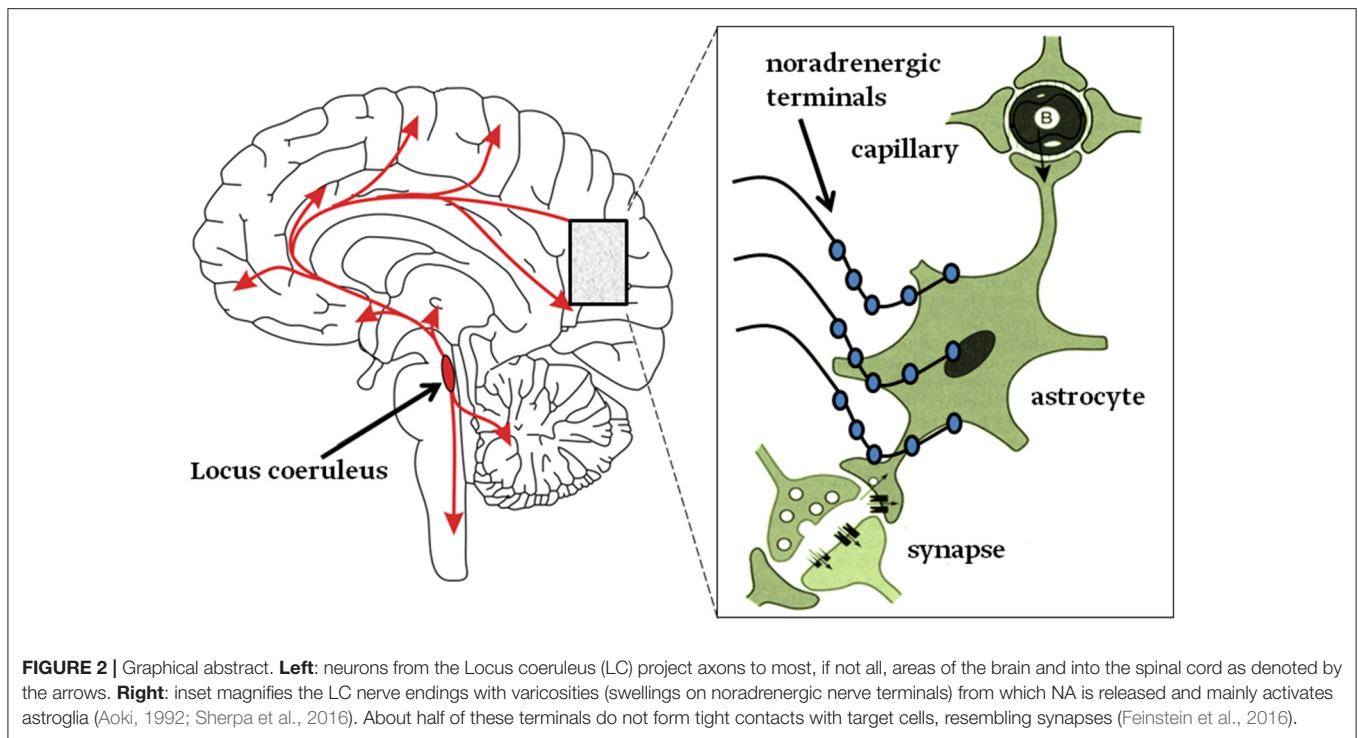 noradrenergic
terminals
capillary
B
astrocyte
Locus coeruleus
synapse
FIGURE 2 | Graphical abstract. Left: neurons from the Locus coeruleus (LC) project axons to most, if not all, areas of the brain and into the spinal cord as denoted by
the arrows. Right: inset magnifies the LC nerve endings with varicosities (swellings on noradrenergic nerve terminals) from which NA is released and mainly activates
astroglia (Aoki, 1992; Sherpa et al., 2016). About half of these terminals do not form tight contacts with target cells, resembling synapses (Feinstein et al., 2016).